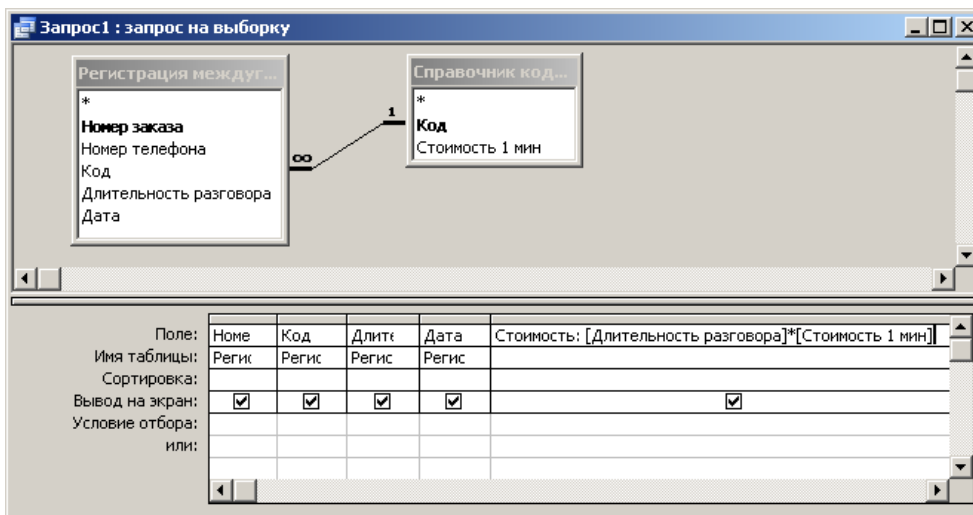 Запрос1 : запрос на выборку
Регистрация междуг...
*
Номер заказа
Номер телефона
Код
Длительность разговора
Дата
∞
1
Справочник код...
*
Код
Стоимость 1 мин
Поле: Номе Код Длите Дата Стоимость: [Длительность разговора]*[Стоимость 1 мин]
Имя таблицы: Регис Регис Регис Регис
Сортировка:
Вывод на экран:
Условие отбора:
или: